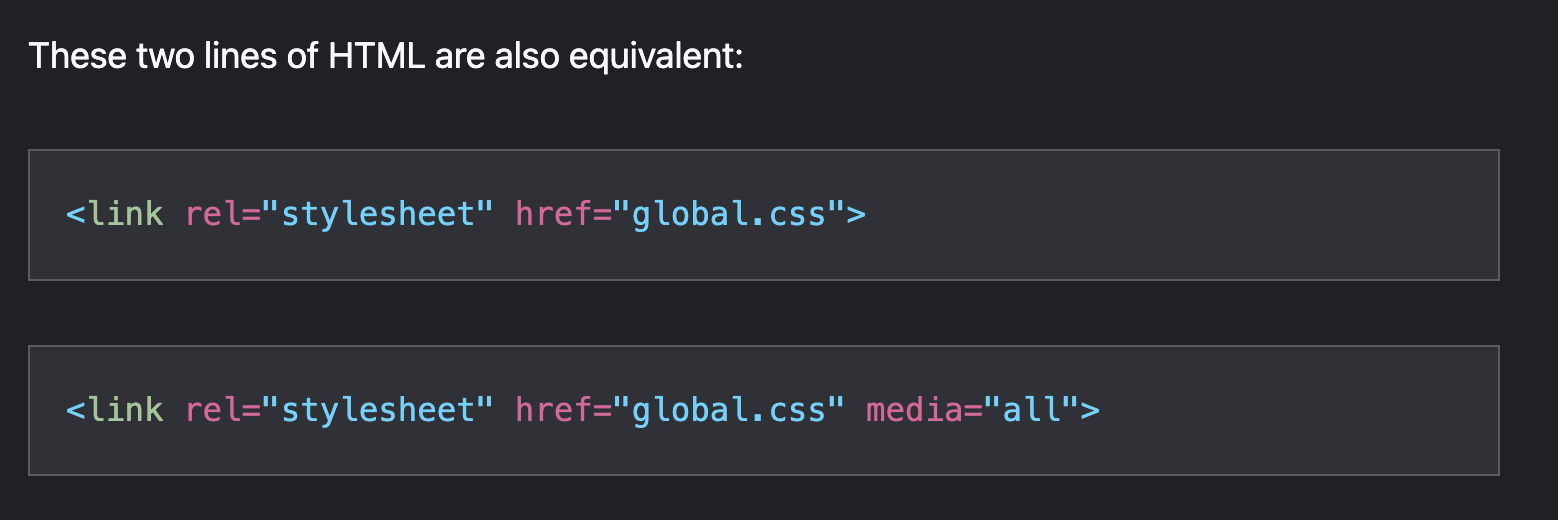 These two lines of HTML are also equivalent:
<link rel="stylesheet" href="global.css">
<link rel="stylesheet" href="global.css" media="all">